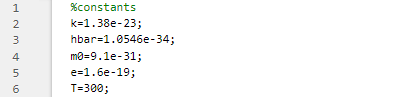 1 %constants
2 k=1.38e-23;
3 hbar=1.0546e-34;
4 m0=9.1e-31;
5 e=1.6e-19;
6 T=300;